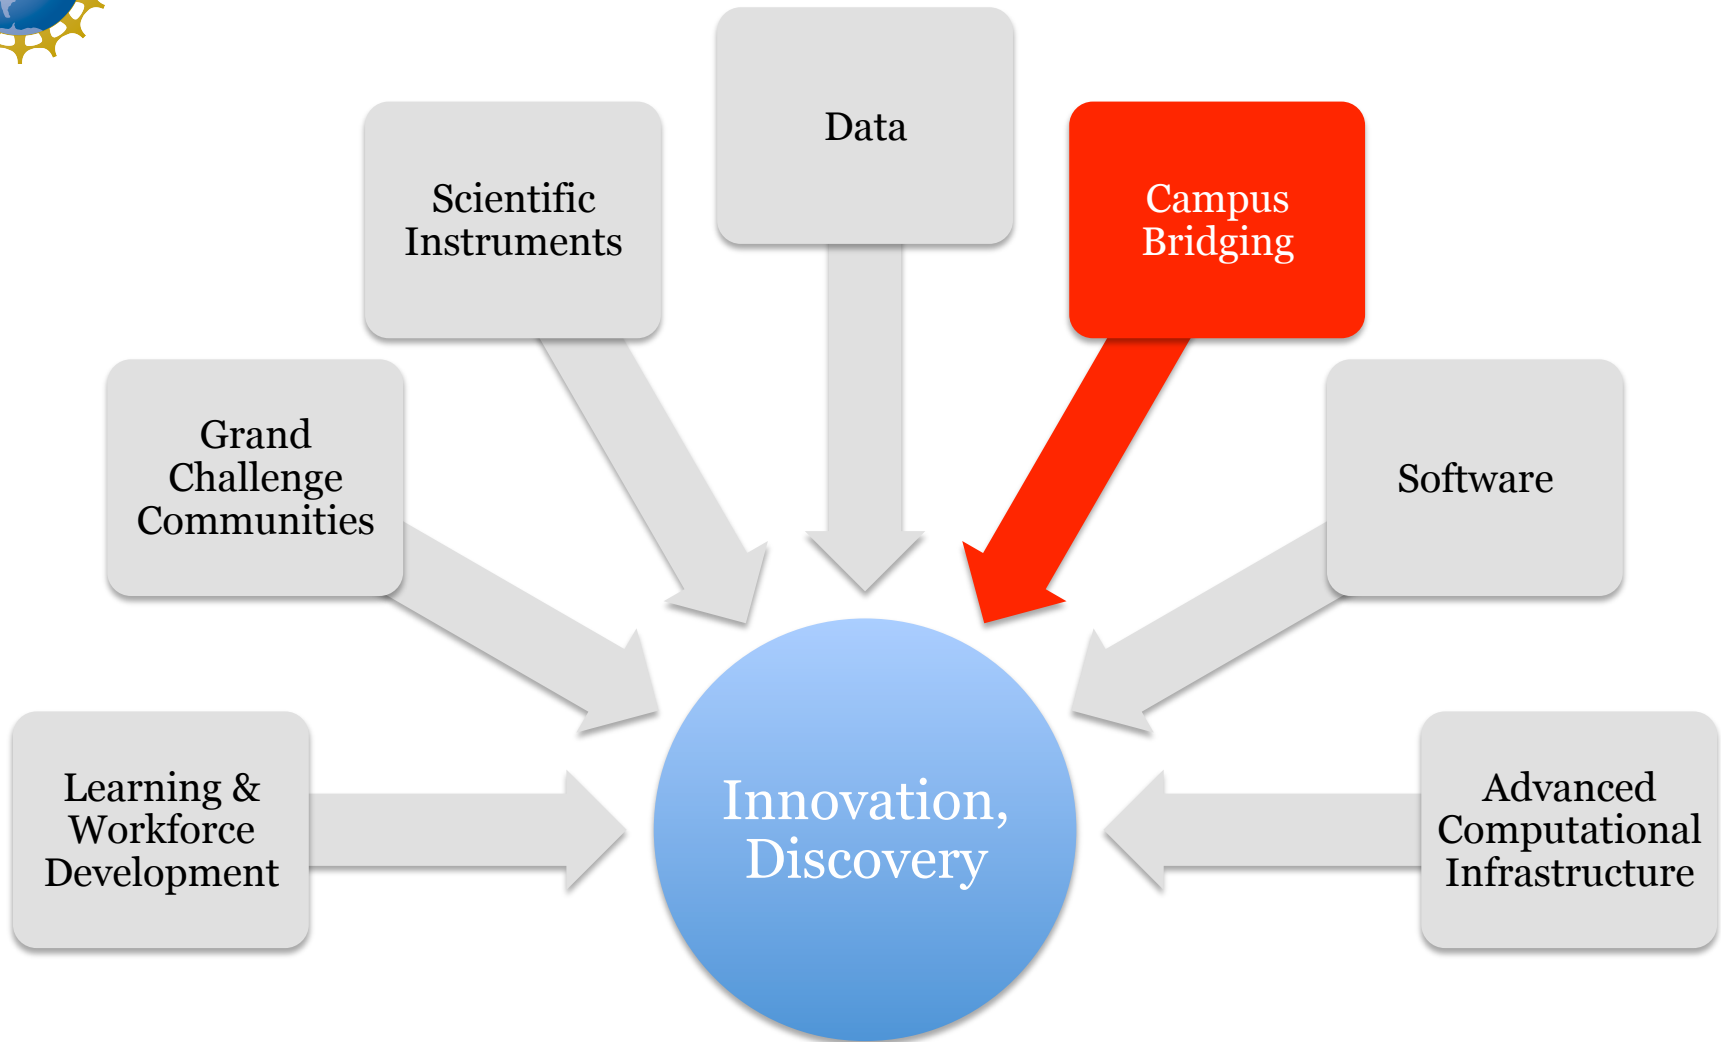 Data
Scientific
Instruments
Campus
Bridging
Grand
Challenge
Communities
Software
Learning &
Workforce
Development
Innovation,
Discovery
Advanced
Computational
Infrastructure